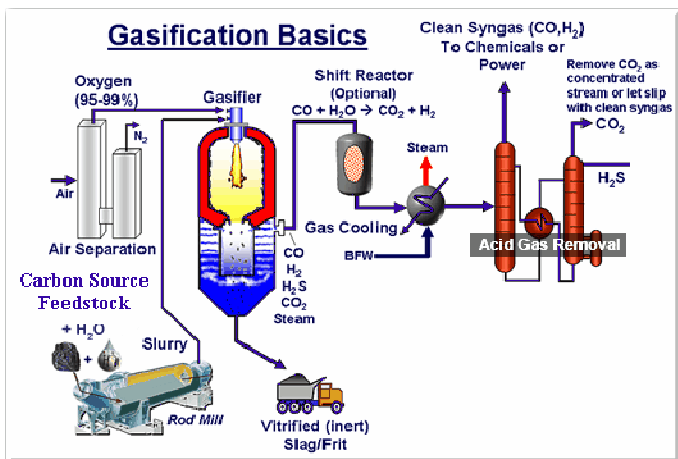 Gasification Basics
Clean Syngas (CO,H₂)
To Chemicals or
Power
Remove CO₂ as
concentrated
stream or let slip
with clean syngas
CO₂
H₂S
Oxygen
(95-99%)
N₂
Air
Air Separation
Gasifier
Shift Reactor
(Optional)
CO + H₂O → CO₂ + H₂
Steam
Gas Cooling
BFW
Acid Gas Removal
CO
H₂
H₂S
CO₂
Steam
Carbon Source
Feedstock
+ H₂O
+
Slurry
Rod Mill
Vitrified (inert)
Slag/Frit